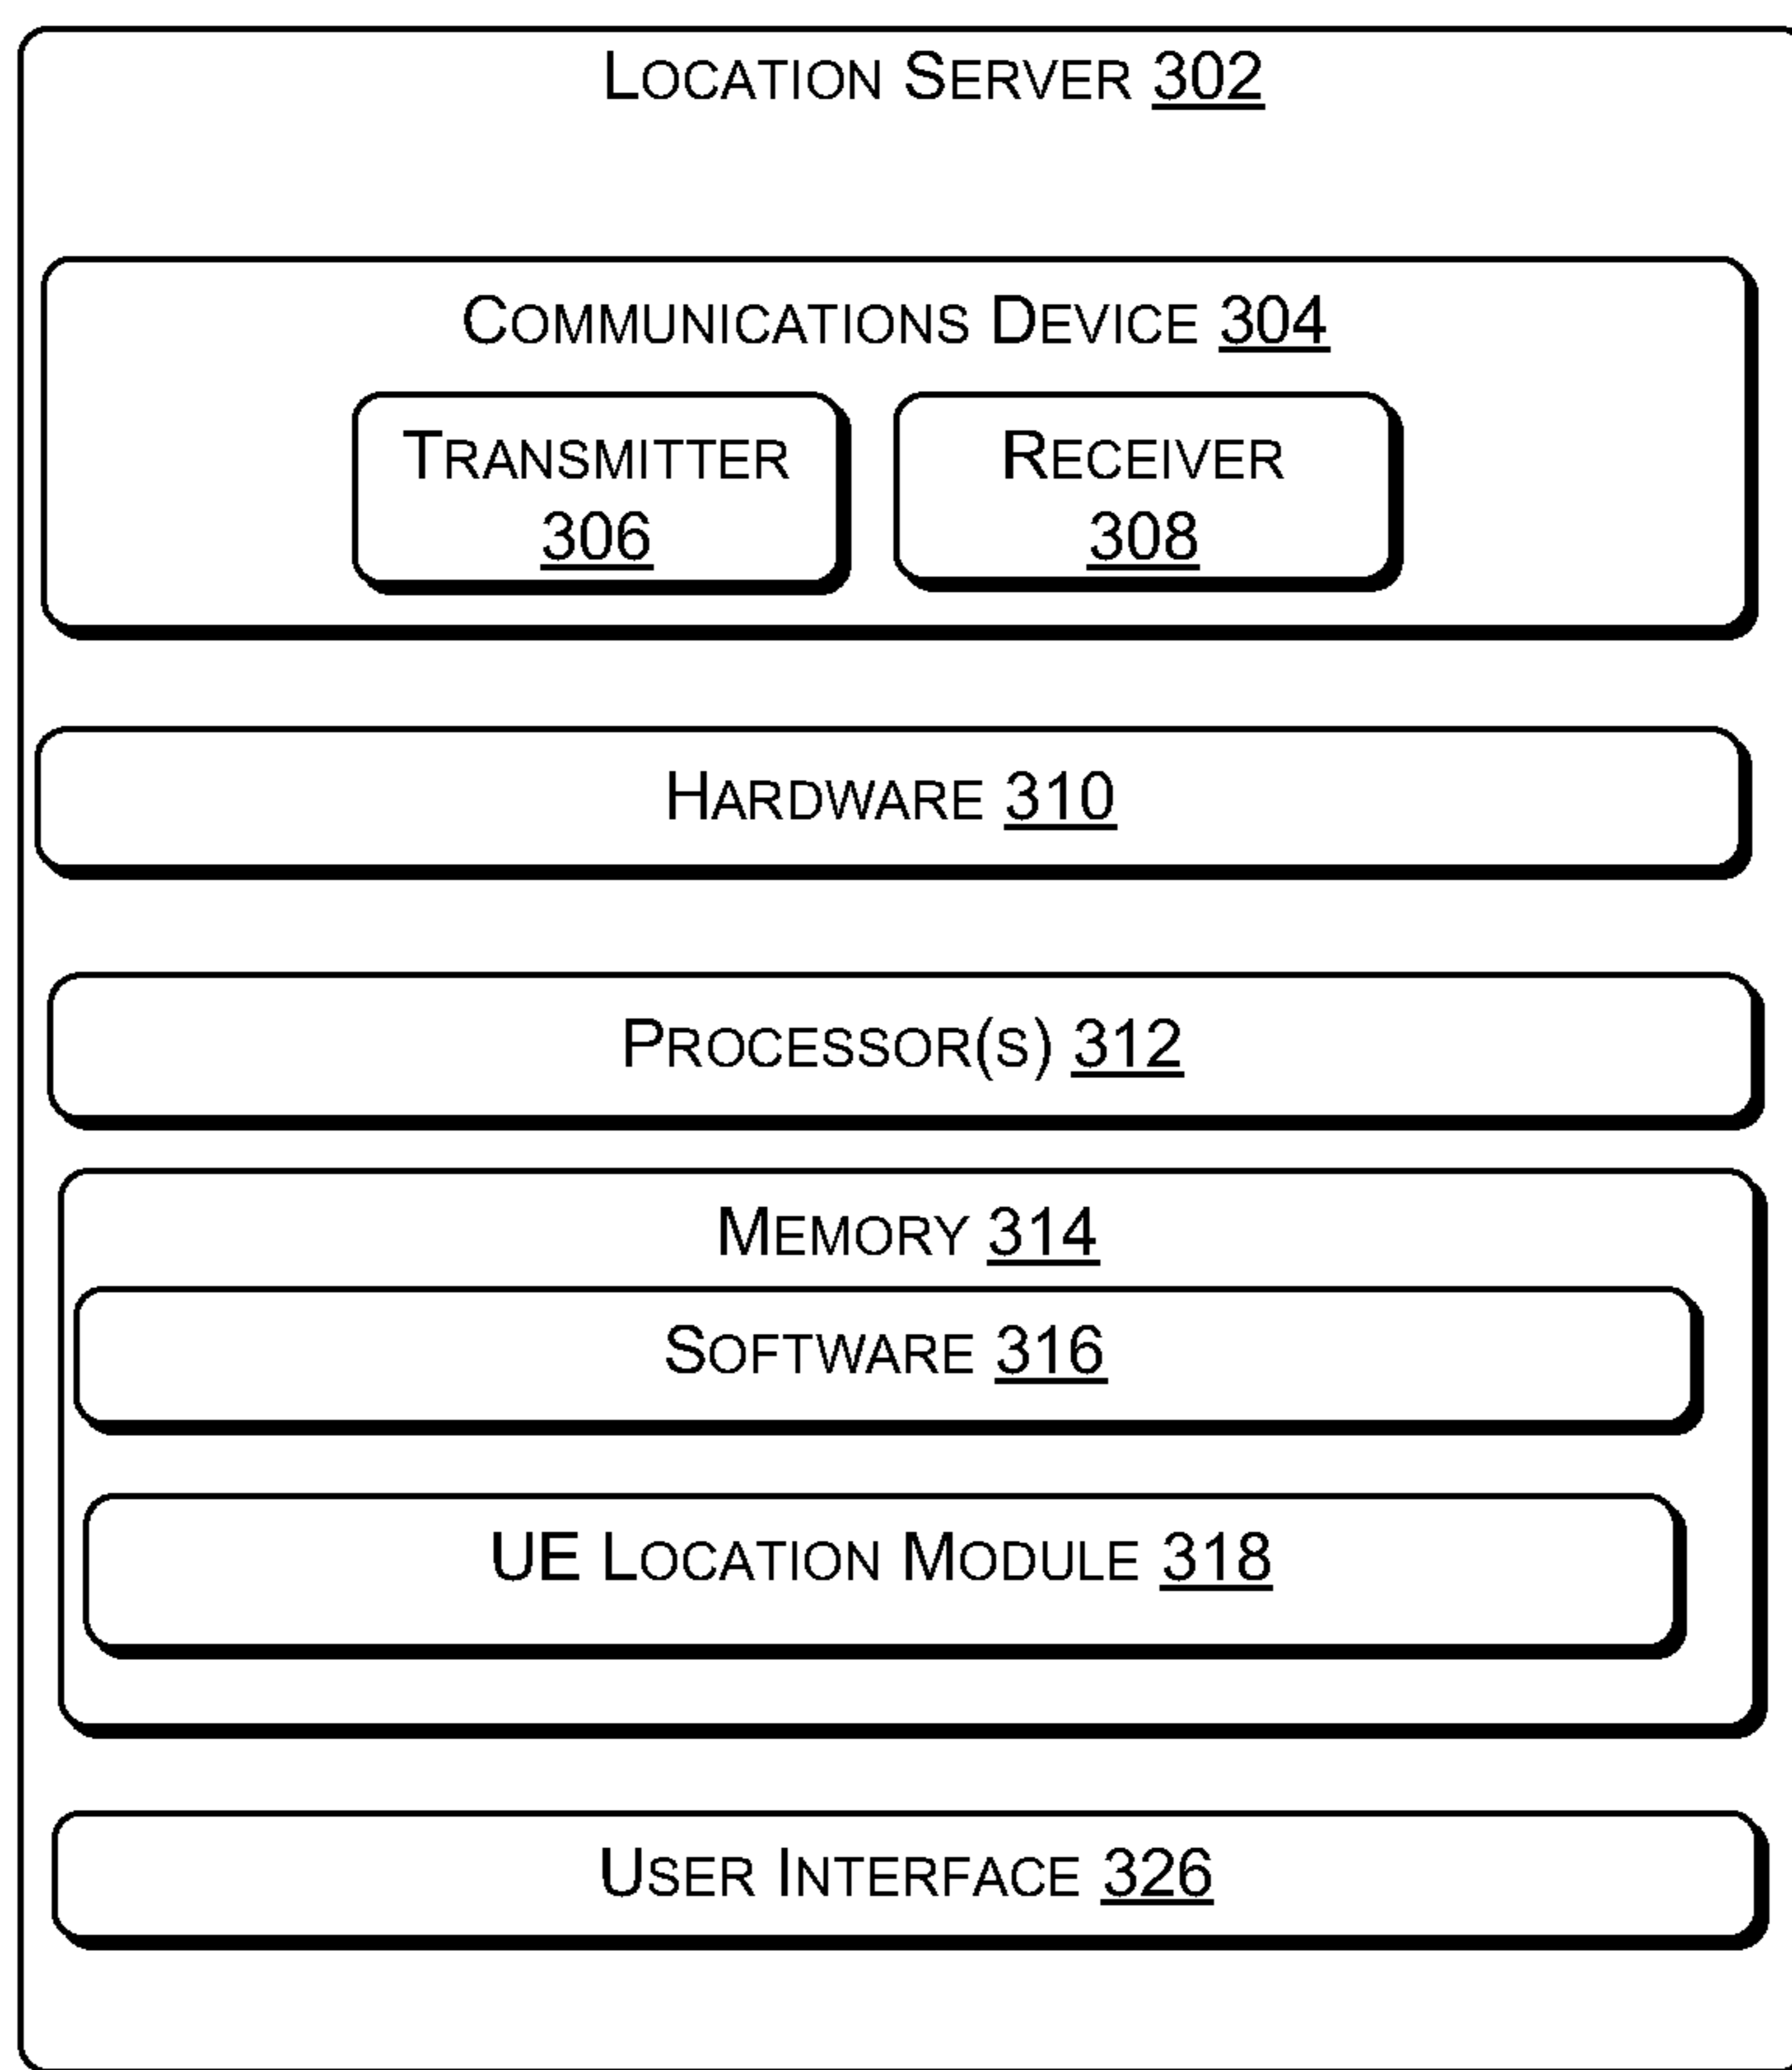 LOCATION SERVER 302
COMMUNICATIONS DEVICE 304
TRANSMITTER
306
RECEIVER
308
HARDWARE 310
PROCESSOR(S) 312
MEMORY 314
SOFTWARE 316
UE LOCATION MODULE 318
USER INTERFACE 326